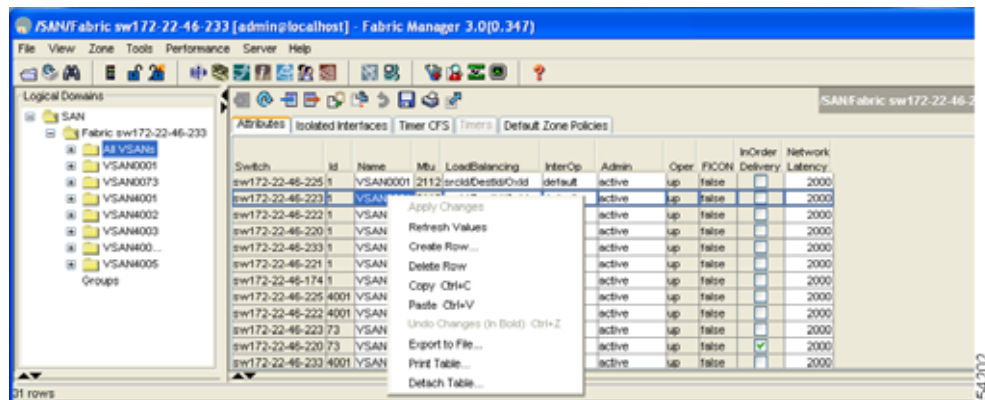 /SAN/Fabric sw172-22-46-233 [admin@localhost] - Fabric Manager 3.0(0.347)
File View Zone Tools Performance Server Help
Logical Domains
/SAN/Fabric sw172-22-46-2
SAN
Fabric sw172-22-46-233
All VSANs
VSAN0001
VSAN0073
VSAN4001
VSAN4002
VSAN4003
VSAN400...
VSAN4005
Groups
Attributes Isolated Interfaces Timer CFS Timers Default Zone Policies
InOrder Network
Switch Id Name Mtu LoadBalancing InterOp Admin Oper FICON Delivery Latency
sw172-22-46-225 1 VSAN0001 2112 srcId/DestId/OxId default active up false 2000
sw172-22-46-223 1 VSAN active up false 2000
sw172-22-46-222 1 VSAN active up false 2000
sw172-22-46-220 1 VSAN active up false 2000
sw172-22-46-233 1 VSAN active up false 2000
sw172-22-46-221 1 VSAN active up false 2000
sw172-22-46-174 1 VSAN active up false 2000
sw172-22-46-225 4001 VSAN active up false 2000
sw172-22-46-222 4001 VSAN active up false 2000
sw172-22-46-223 73 VSAN active up false 2000
sw172-22-46-220 73 VSAN active up false 2000
sw172-22-46-233 4001 VSAN active up false 2000
Apply Changes
Refresh Values
Create Row...
Delete Row
Copy Ctrl+C
Paste Ctrl+V
Undo Changes (In Bold) Ctrl+Z
Export to File...
Print Table...
Detach Table...
31 rows
154202